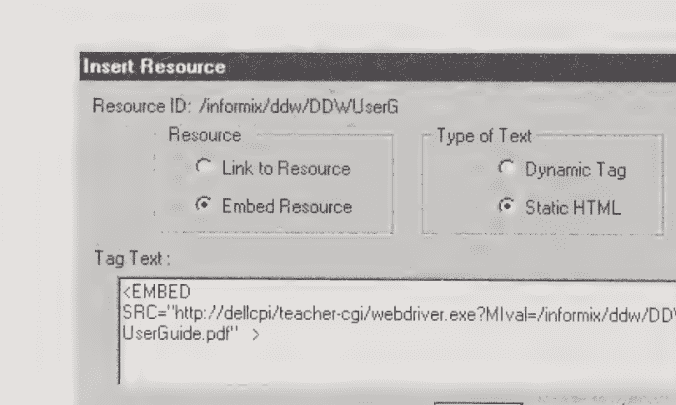 Insert Resource
Resource ID: /informix/ddw/DDWUserG
Resource
Type of Text
Link to Resource
Dynamic Tag
Embed Resource
Static HTML
Tag Text :
<EMBED
SRC="http://dellcpi/teacher-cgi/webdriver.exe?MIval=/informix/ddw/DDW
UserGuide.pdf" >